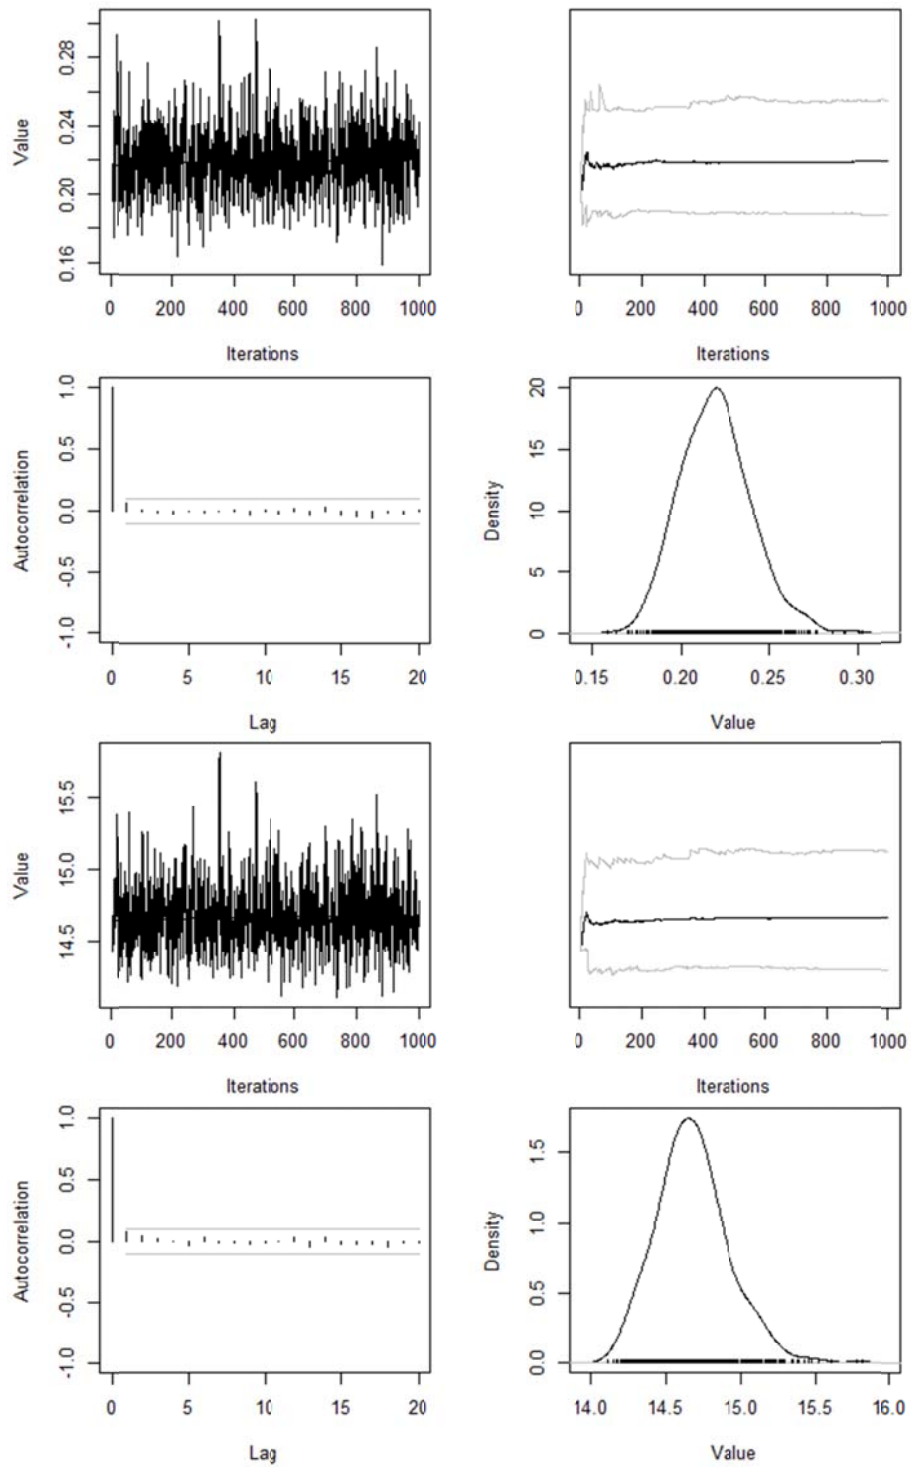 Value
0.28
0.24
0.20
0.16
0 200 400 600 800 1000
0 200 400 600 800 1000
Iterations
Iterations
Autocorrelation
1.0
0.5
0.0
-0.5
-1.0
Density
20
15
10
5
0
0 5 10 15 20
0.15 0.20 0.25 0.30
Lag
Value
Value
15.5
15.0
14.5
0 200 400 600 800 1000
0 200 400 600 800 1000
Iterations
Iterations
Autocorrelation
1.0
0.5
0.0
-0.5
-1.0
Density
1.5
1.0
0.5
0.0
0 5 10 15 20
14.0 14.5 15.0 15.5 16.0
Lag
Value